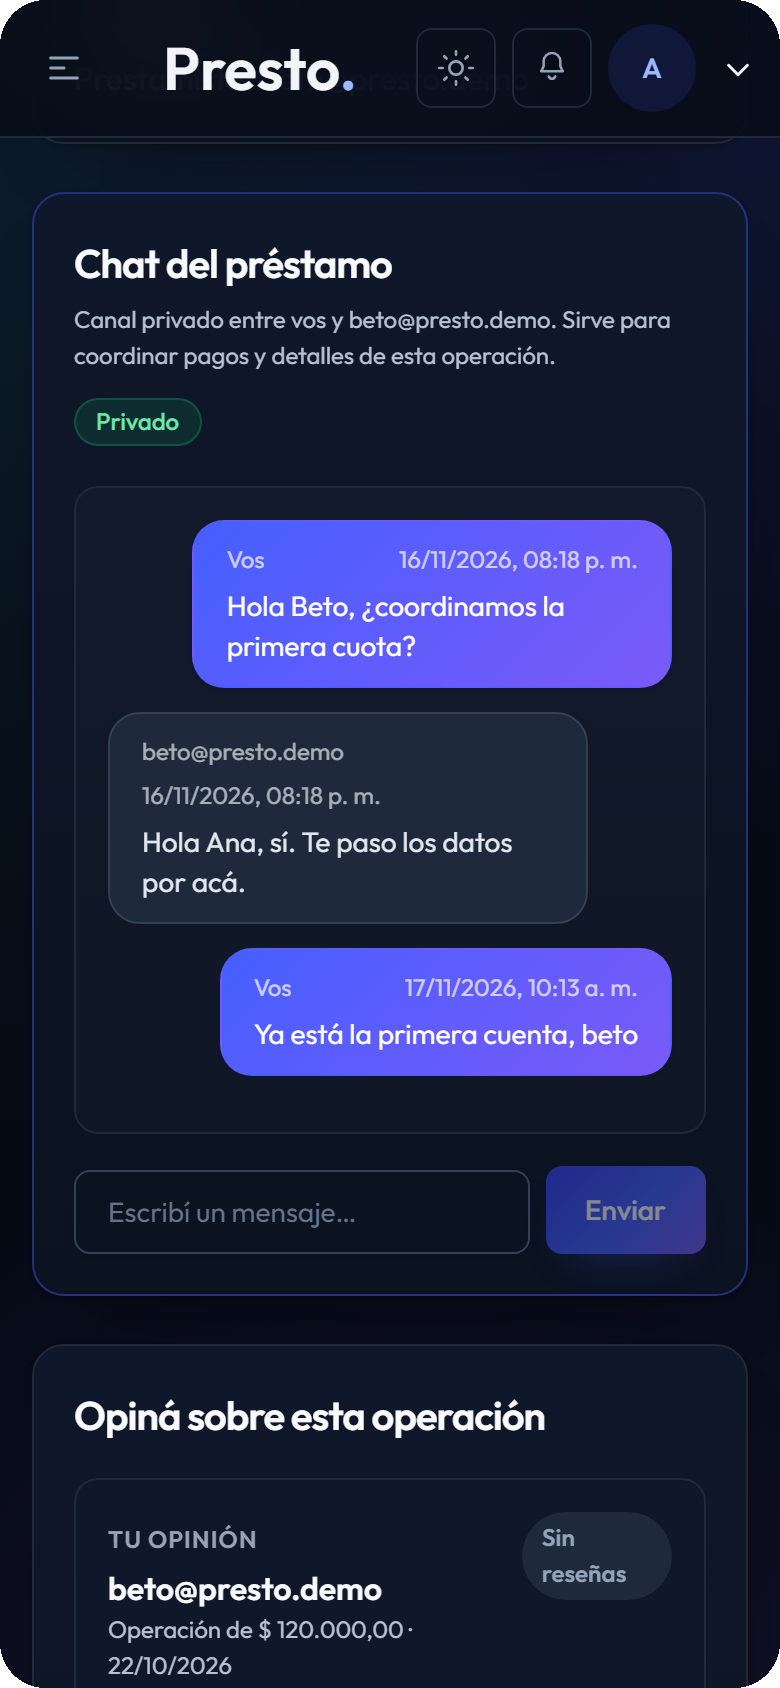 Presto.
A
Chat del préstamo
Canal privado entre vos y beto@presto.demo. Sirve para
coordinar pagos y detalles de esta operación.
Privado
Vos 16/11/2026, 08:18 p. m.
Hola Beto, ¿coordinamos la
primera cuota?
beto@presto.demo
16/11/2026, 08:18 p. m.
Hola Ana, sí. Te paso los datos
por acá.
Vos 17/11/2026, 10:13 a. m.
Ya está la primera cuenta, beto
Escribí un mensaje...
Enviar
Opiná sobre esta operación
TU OPINIÓN
Sin
reseñas
beto@presto.demo
Operación de $ 120.000,00 ·
22/10/2026